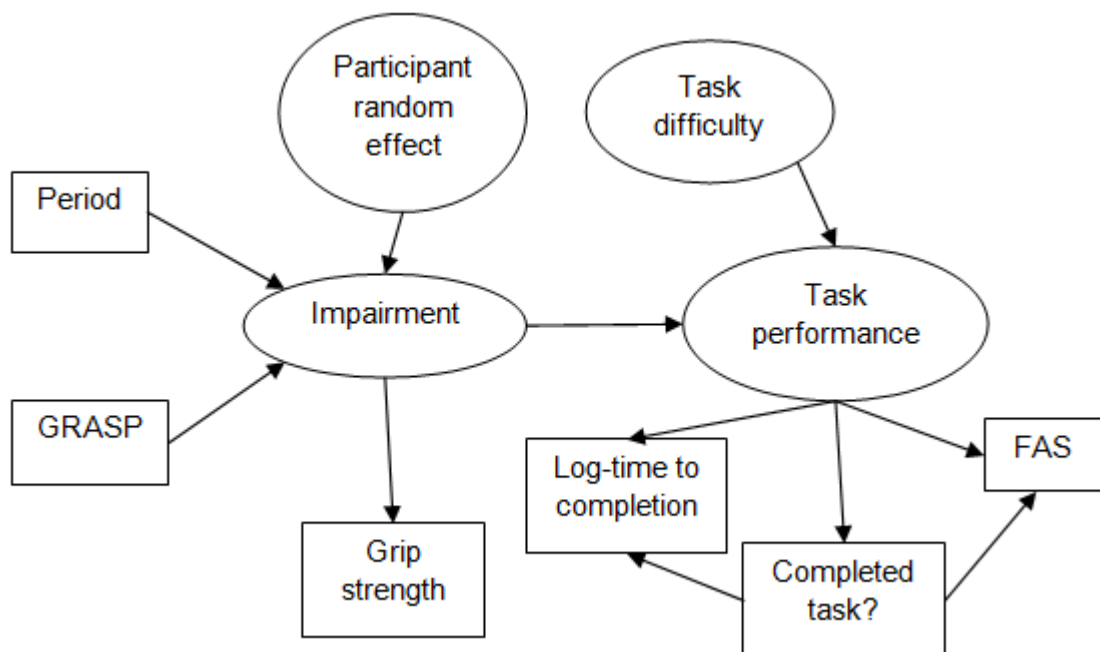 Participant
random
effect
Task
difficulty
Period
Impairment
Task
performance
GRASP
Log-time to
completion
FAS
Grip
strength
Completed
task?